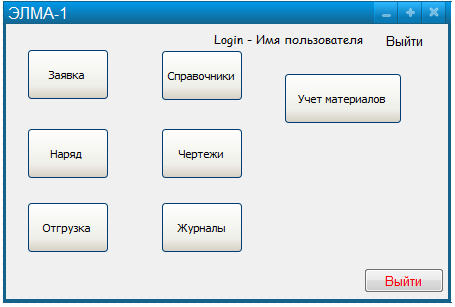 ЭЛМА-1
Login - Имя пользователя Выйти
Заявка Справочники
Учет материалов
Наряд Чертежи
Отгрузка Журналы
Выйти